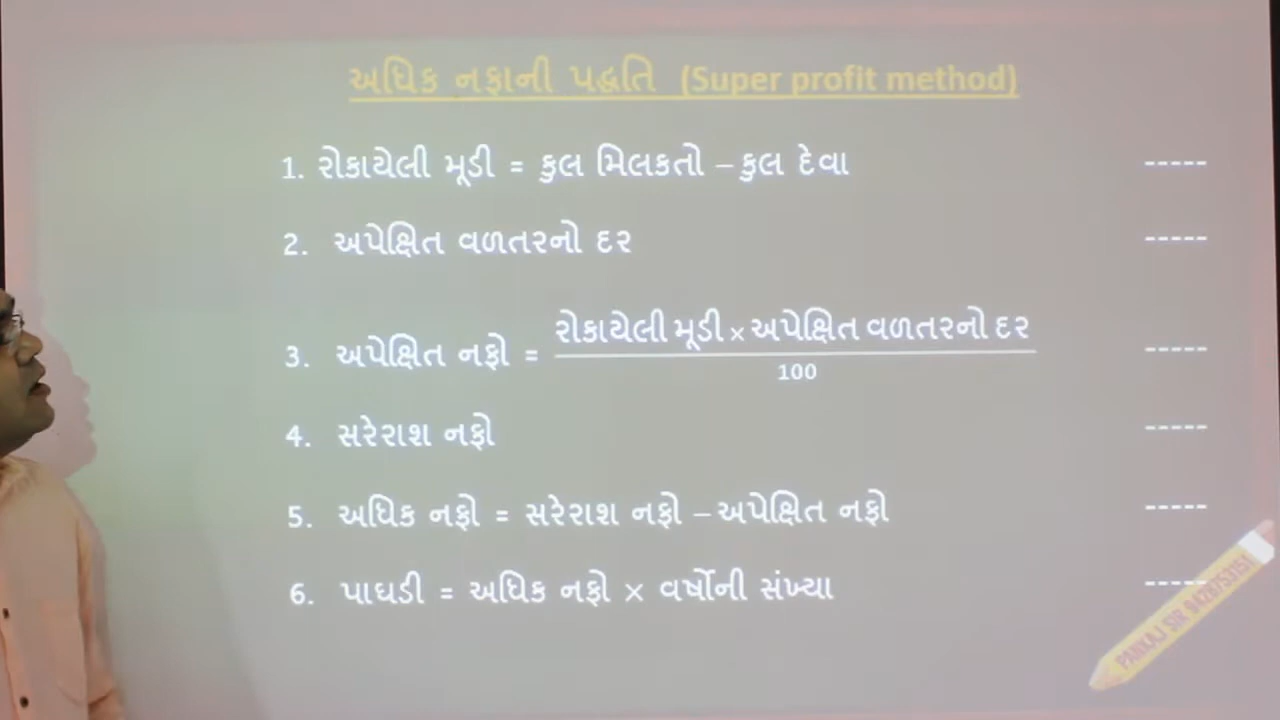 અધિક નફાની પદ્ધતિ (Super profit method)
1. રોકાયેલી મૂડી = કુલ મિલકતો – કુલ દેવા -----
2. અપેક્ષિત વળતરનો દર -----
3. અપેક્ષિત નફો = રોકાયેલી મૂડી × અપેક્ષિત વળતરનો દર -----
100
4. સરેરાશ નફો -----
5. અધિક નફો = સરેરાશ નફો – અપેક્ષિત નફો -----
6. પાઘડી = અધિક નફો × વર્ષોની સંખ્યા -----
PANKAJ SIR